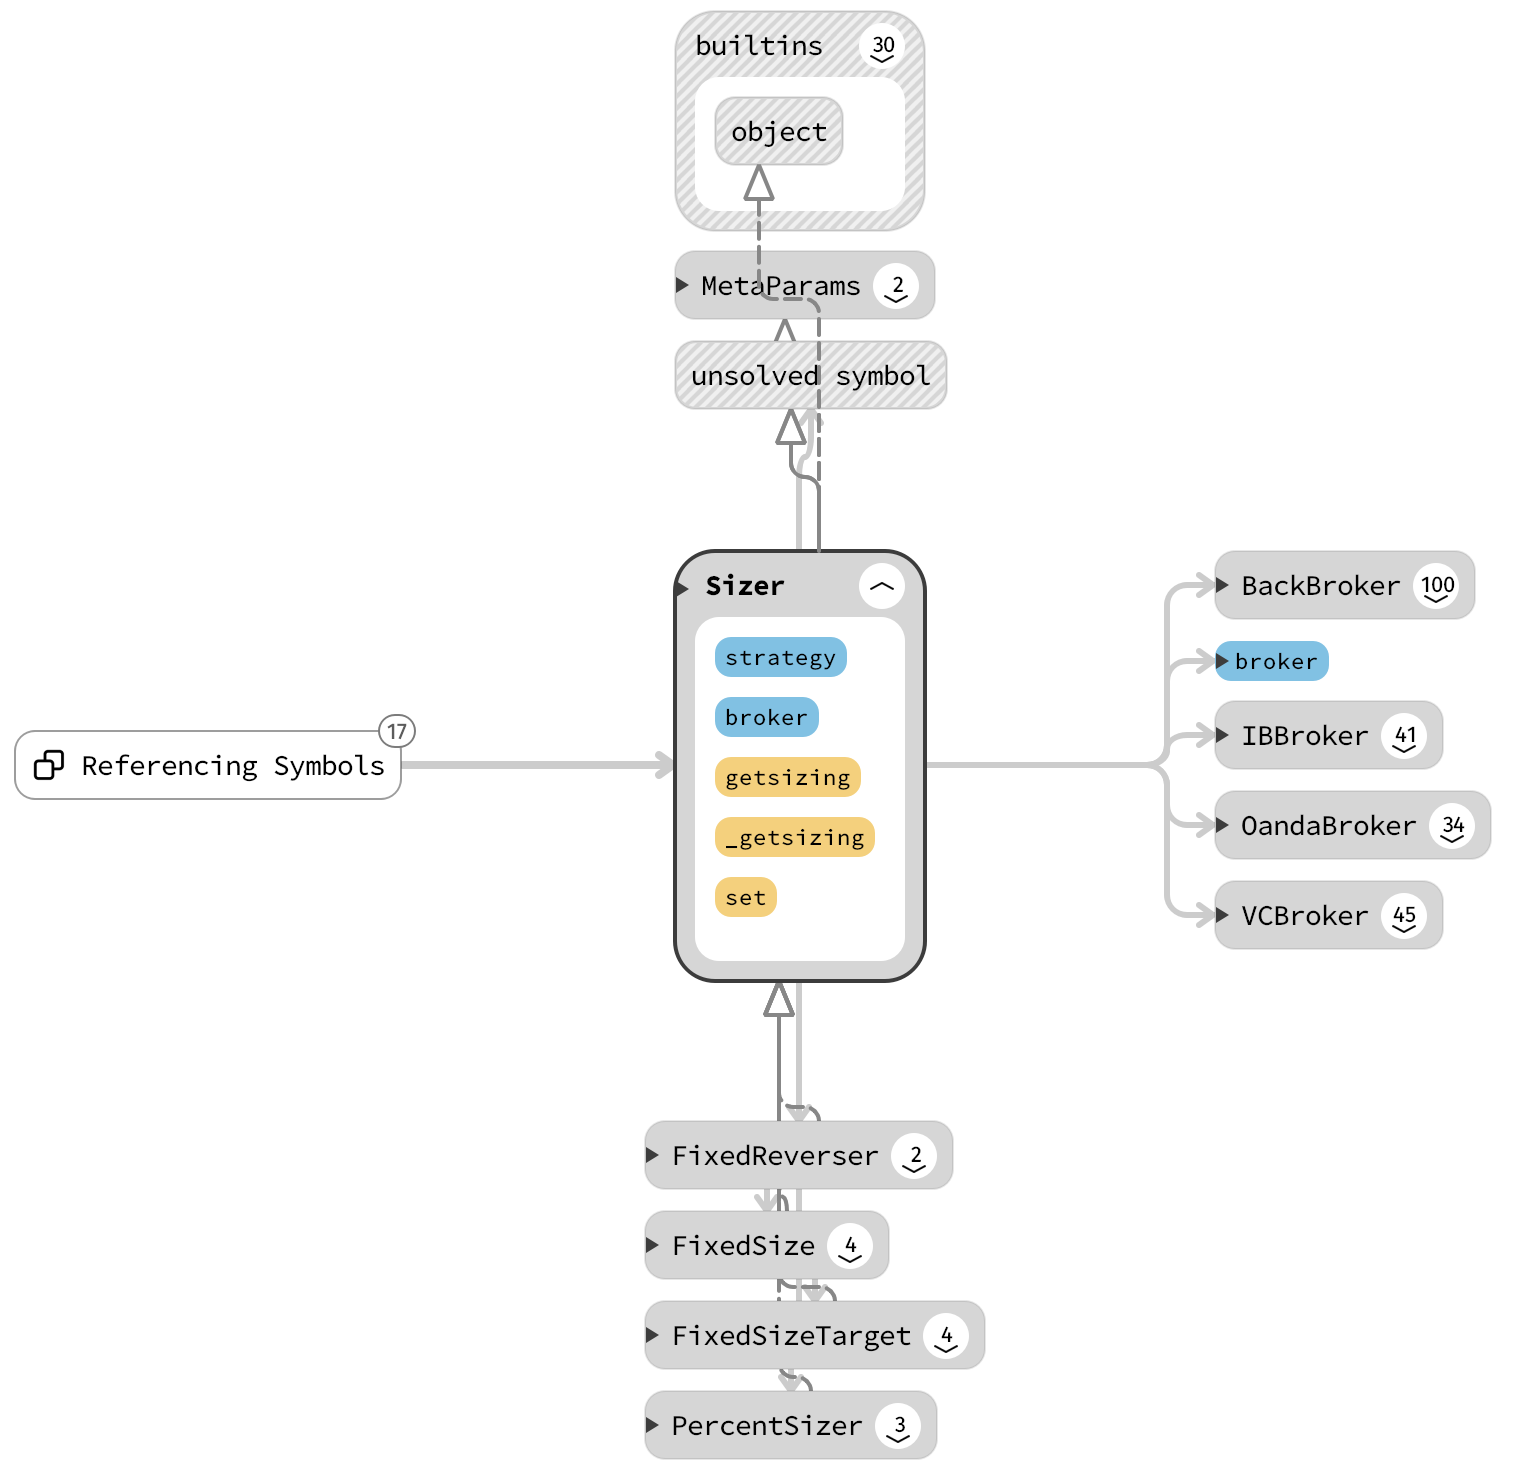 builtins 30
object
MetaParams 2
unsolved symbol
Sizer
strategy
broker
getsizing
_getsizing
set
17
Referencing Symbols
BackBroker 100
broker
IBBroker 41
OandaBroker 34
VCBroker 45
FixedReverser 2
FixedSize 4
FixedSizeTarget 4
PercentSizer 3